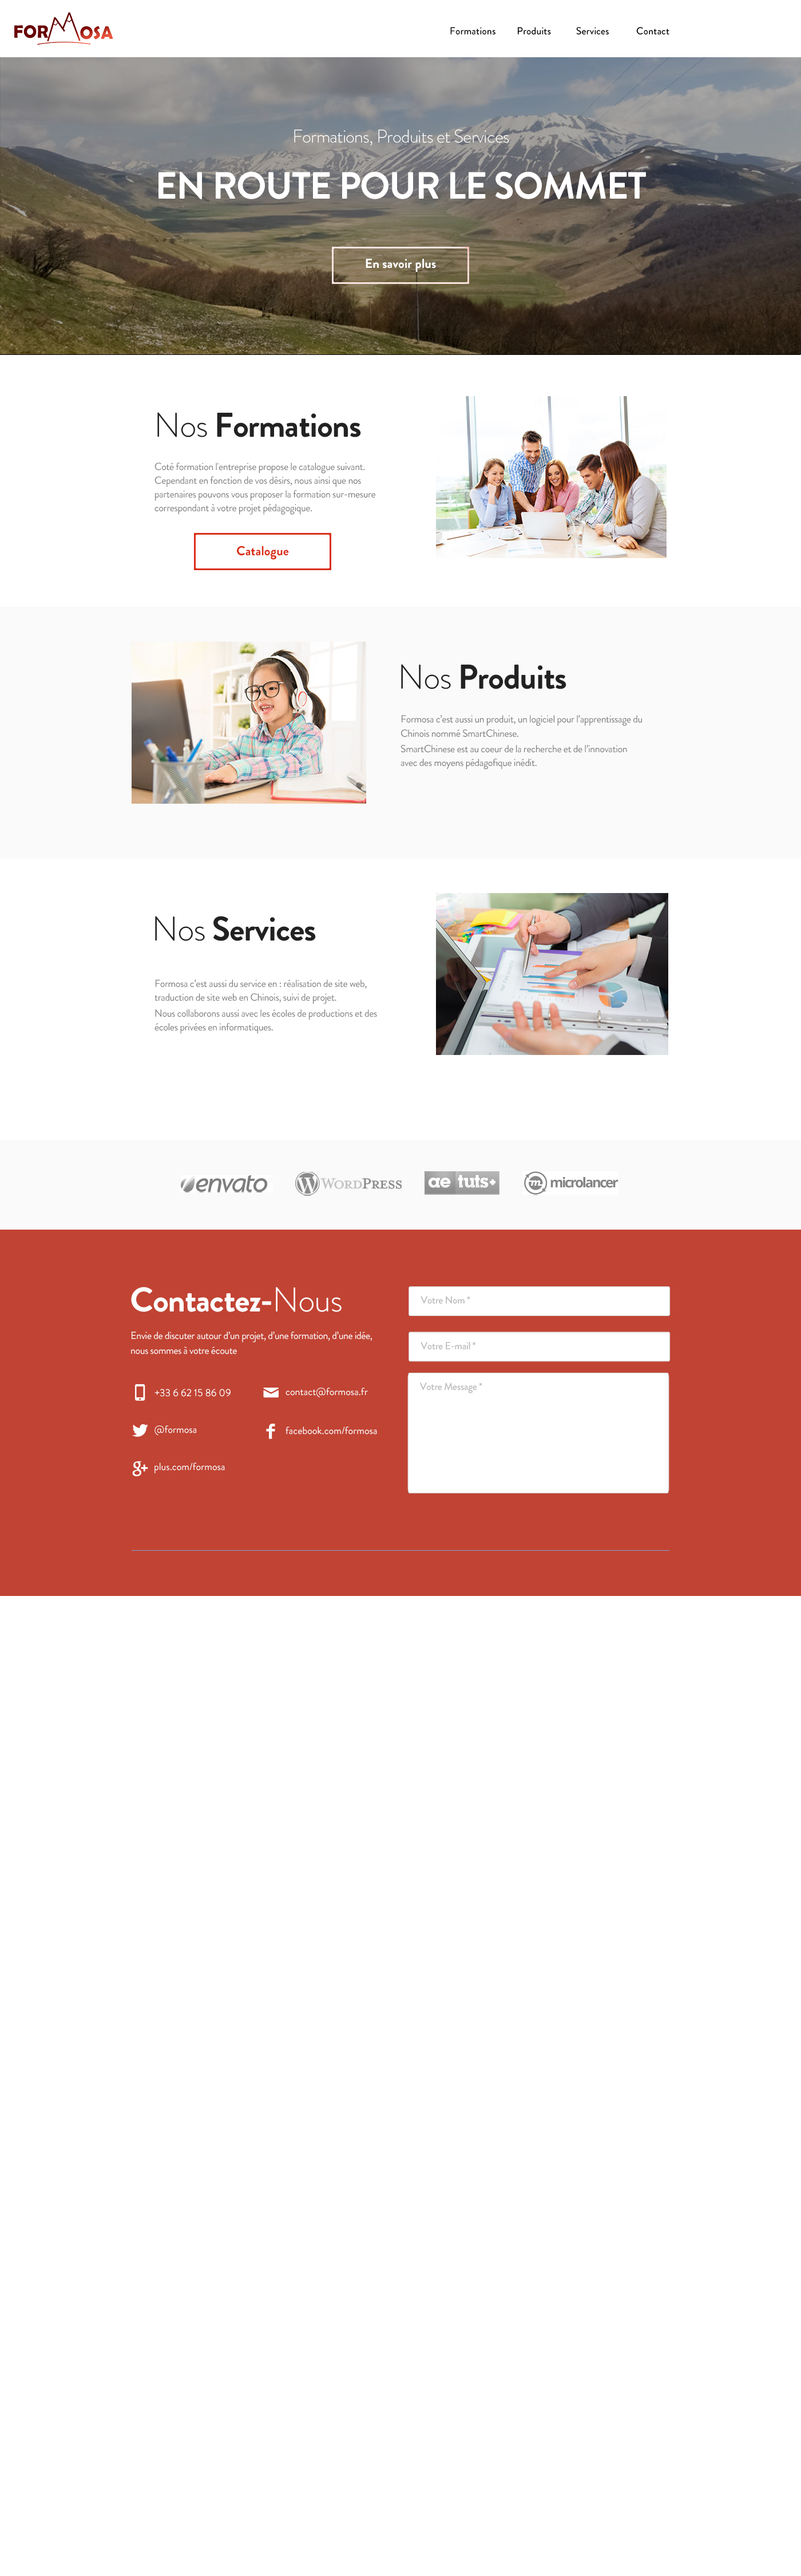 FORMOSA
Formations Produits Services Contact
Formations, Produits et Services
EN ROUTE POUR LE SOMMET
En savoir plus
Nos Formations
Coté formation l'entreprise propose le catalogue suivant.
Cependant en fonction de vos désirs, nous ainsi que nos
partenaires pouvons vous proposer la formation sur-mesure
correspondant à votre projet pédagogique.
Catalogue
Nos Produits
Formosa c'est aussi un produit, un logiciel pour l'apprentissage du
Chinois nommé SmartChinese.
SmartChinese est au coeur de la recherche et de l'innovation
avec des moyens pédagofique inédit.
Nos Services
Formosa c'est aussi du service en : réalisation de site web,
traduction de site web en Chinois, suivi de projet.
Nous collaborons aussi avec les écoles de productions et des
écoles privées en informatiques.
envato WORDPRESS ae tuts+ microlancer
Contactez-Nous
Envie de discuter autour d'un projet, d'une formation, d'une idée,
nous sommes à votre écoute
+33 6 62 15 86 09 contact@formosa.fr
@formosa facebook.com/formosa
plus.com/formosa
Votre Nom *
Votre E-mail *
Votre Message *